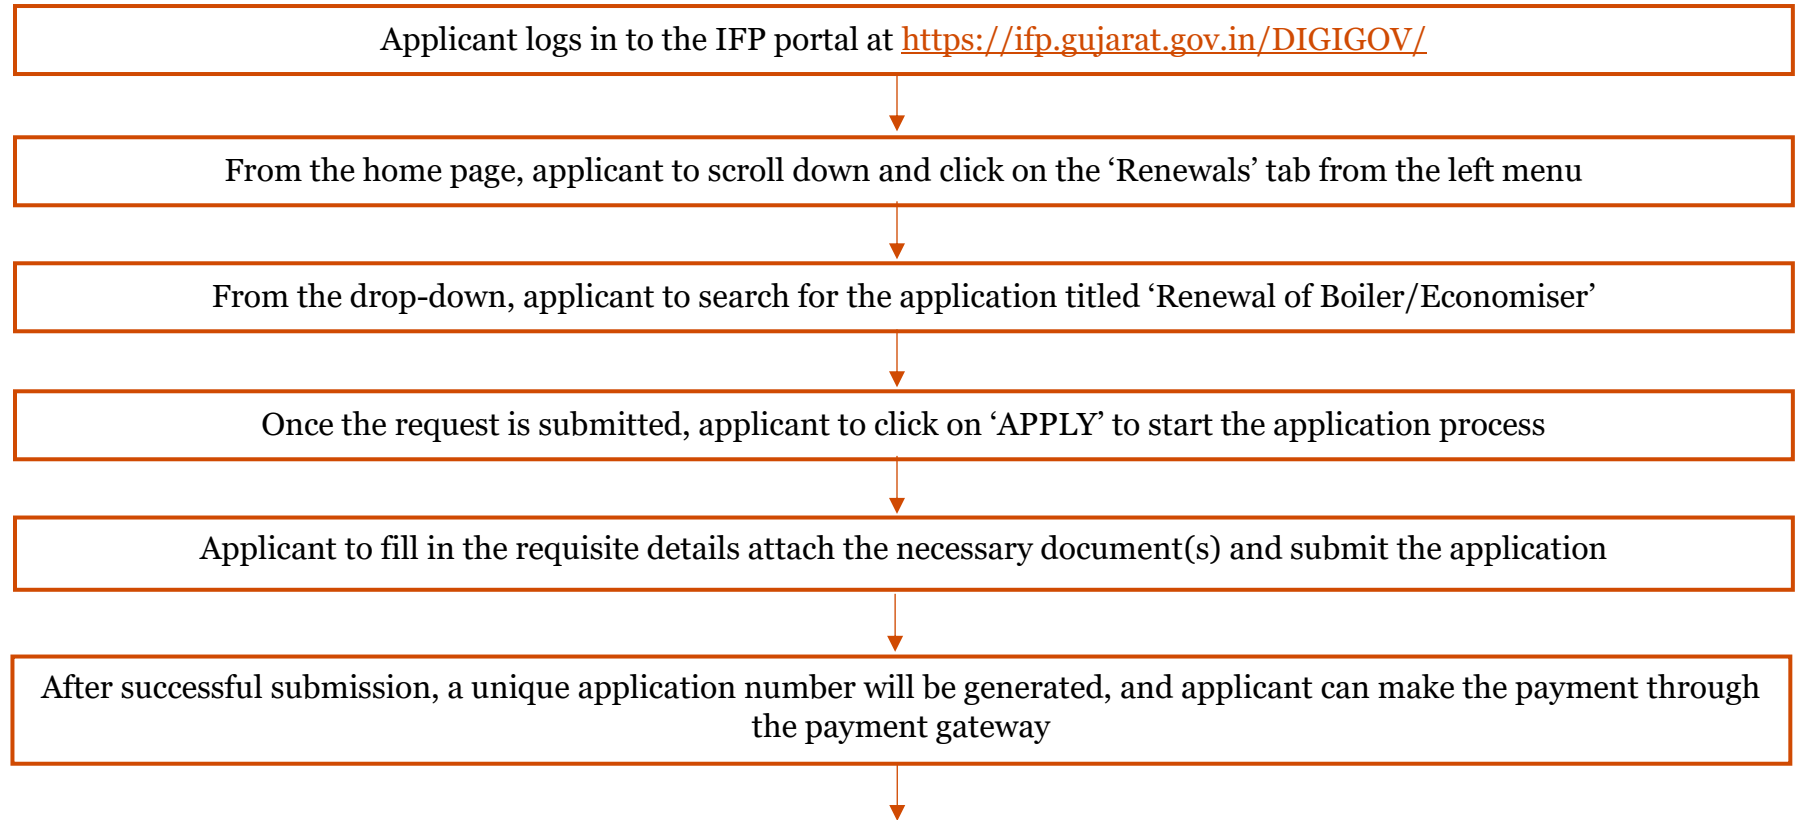 Applicant logs in to the IFP portal at https://ifp.gujarat.gov.in/DIGIGOV/
From the home page, applicant to scroll down and click on the ‘Renewals’ tab from the left menu
From the drop-down, applicant to search for the application titled ‘Renewal of Boiler/Economiser’
Once the request is submitted, applicant to click on ‘APPLY’ to start the application process
Applicant to fill in the requisite details attach the necessary document(s) and submit the application
After successful submission, a unique application number will be generated, and applicant can make the payment through
the payment gateway